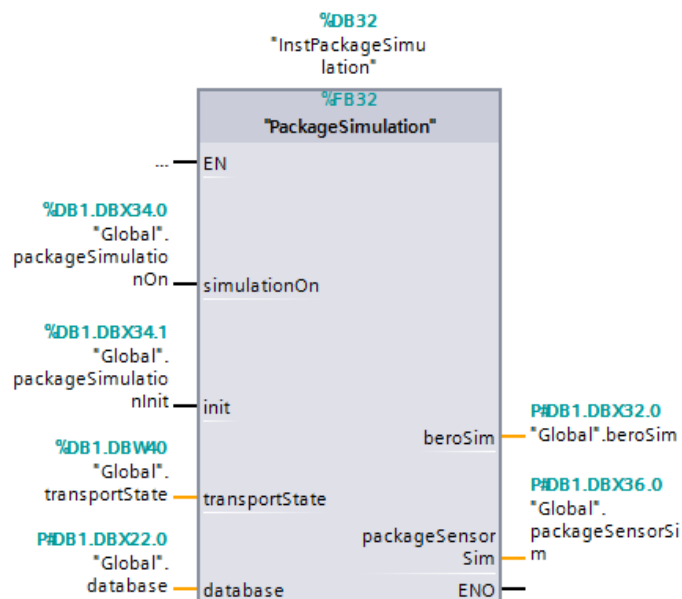 %DB32
"InstPackageSimu
lation"
%FB32
"PackageSimulation"
... EN
%DB1.DBX34.0
"Global".
packageSimulatio
nOn
simulationOn
%DB1.DBX34.1
"Global".
packageSimulatio
nInit
init
%DB1.DBW40
"Global".
transportState
transportState
P#DB1.DBX22.0
"Global".
database
database
beroSim
P#DB1.DBX32.0
"Global".beroSim
packageSensor
Sim
P#DB1.DBX36.0
"Global".
packageSensorSi
m
ENO